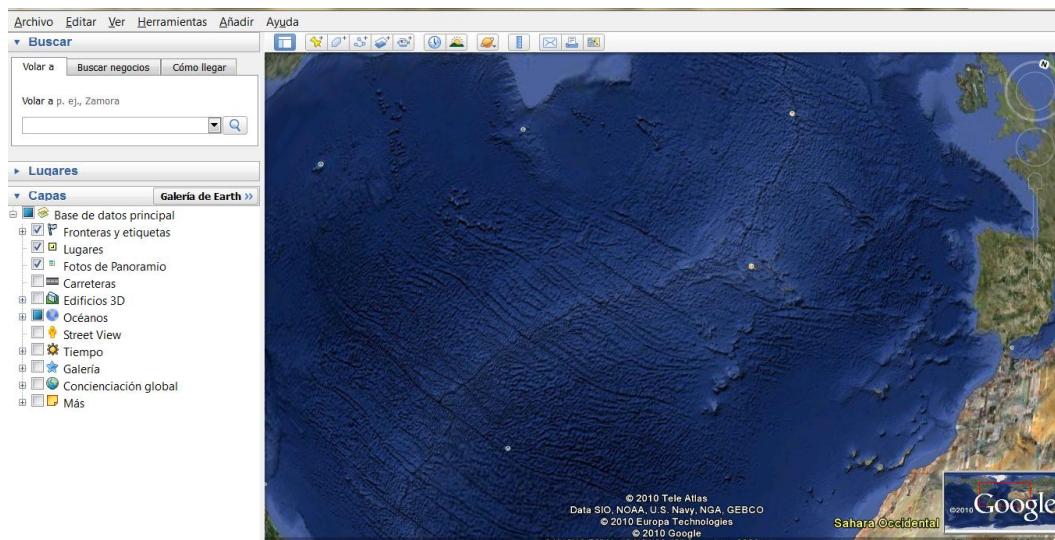 Archivo Editar Ver Herramientas Añadir Ayuda
Buscar
Volar a Buscar negocios Cómo llegar
Volar a p. ej., Zamora
Lugares
Capas Galería de Earth »
Base de datos principal
Fronteras y etiquetas
Lugares
Fotos de Panoramio
Carreteras
Edificios 3D
Océanos
Street View
Tiempo
Galería
Concienciación global
Más
N
© 2010 Tele Atlas
Data SIO, NOAA, U.S. Navy, NGA, GEBCO
© 2010 Europa Technologies
© 2010 Google
Sahara Occidental
©2010 Google